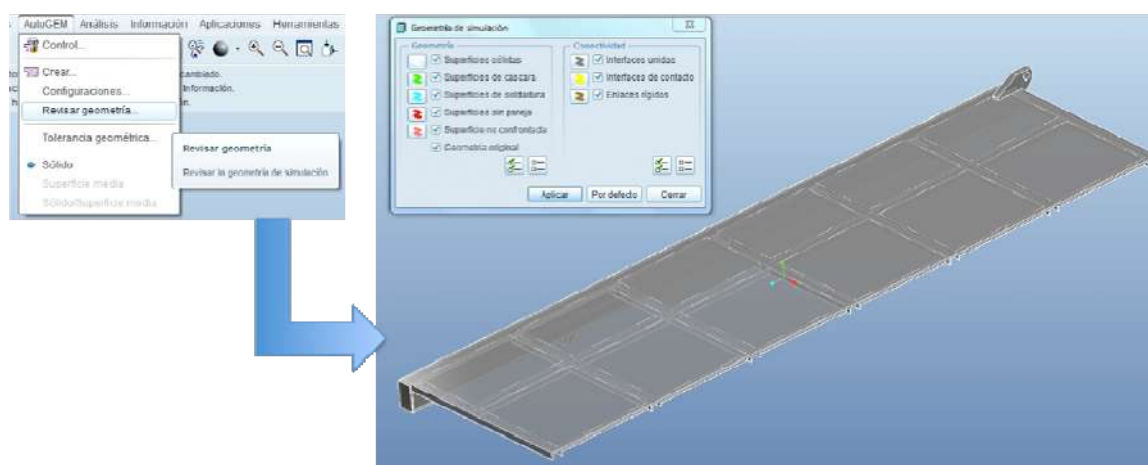 AutoGEM Análisis Información Aplicaciones Herramientas
Control...
Crear...
Configuraciones...
Revisar geometría...
Tolerancia geométrica...
Sólido
Superficie media
Sólido/Superficie media
cambiado.
Información.
Revisar geometría
Revisar la geometría de simulación
Geometría de simulación
Geometría
Superficies sólidas
Superficies de cáscara
Superficies de soldadura
Superficies sin pareja
Superficie no confrontada
Geometría original
Conectividad
Interfaces unidas
Interfaces de contacto
Enlaces rígidos
Aplicar Por defecto Cerrar